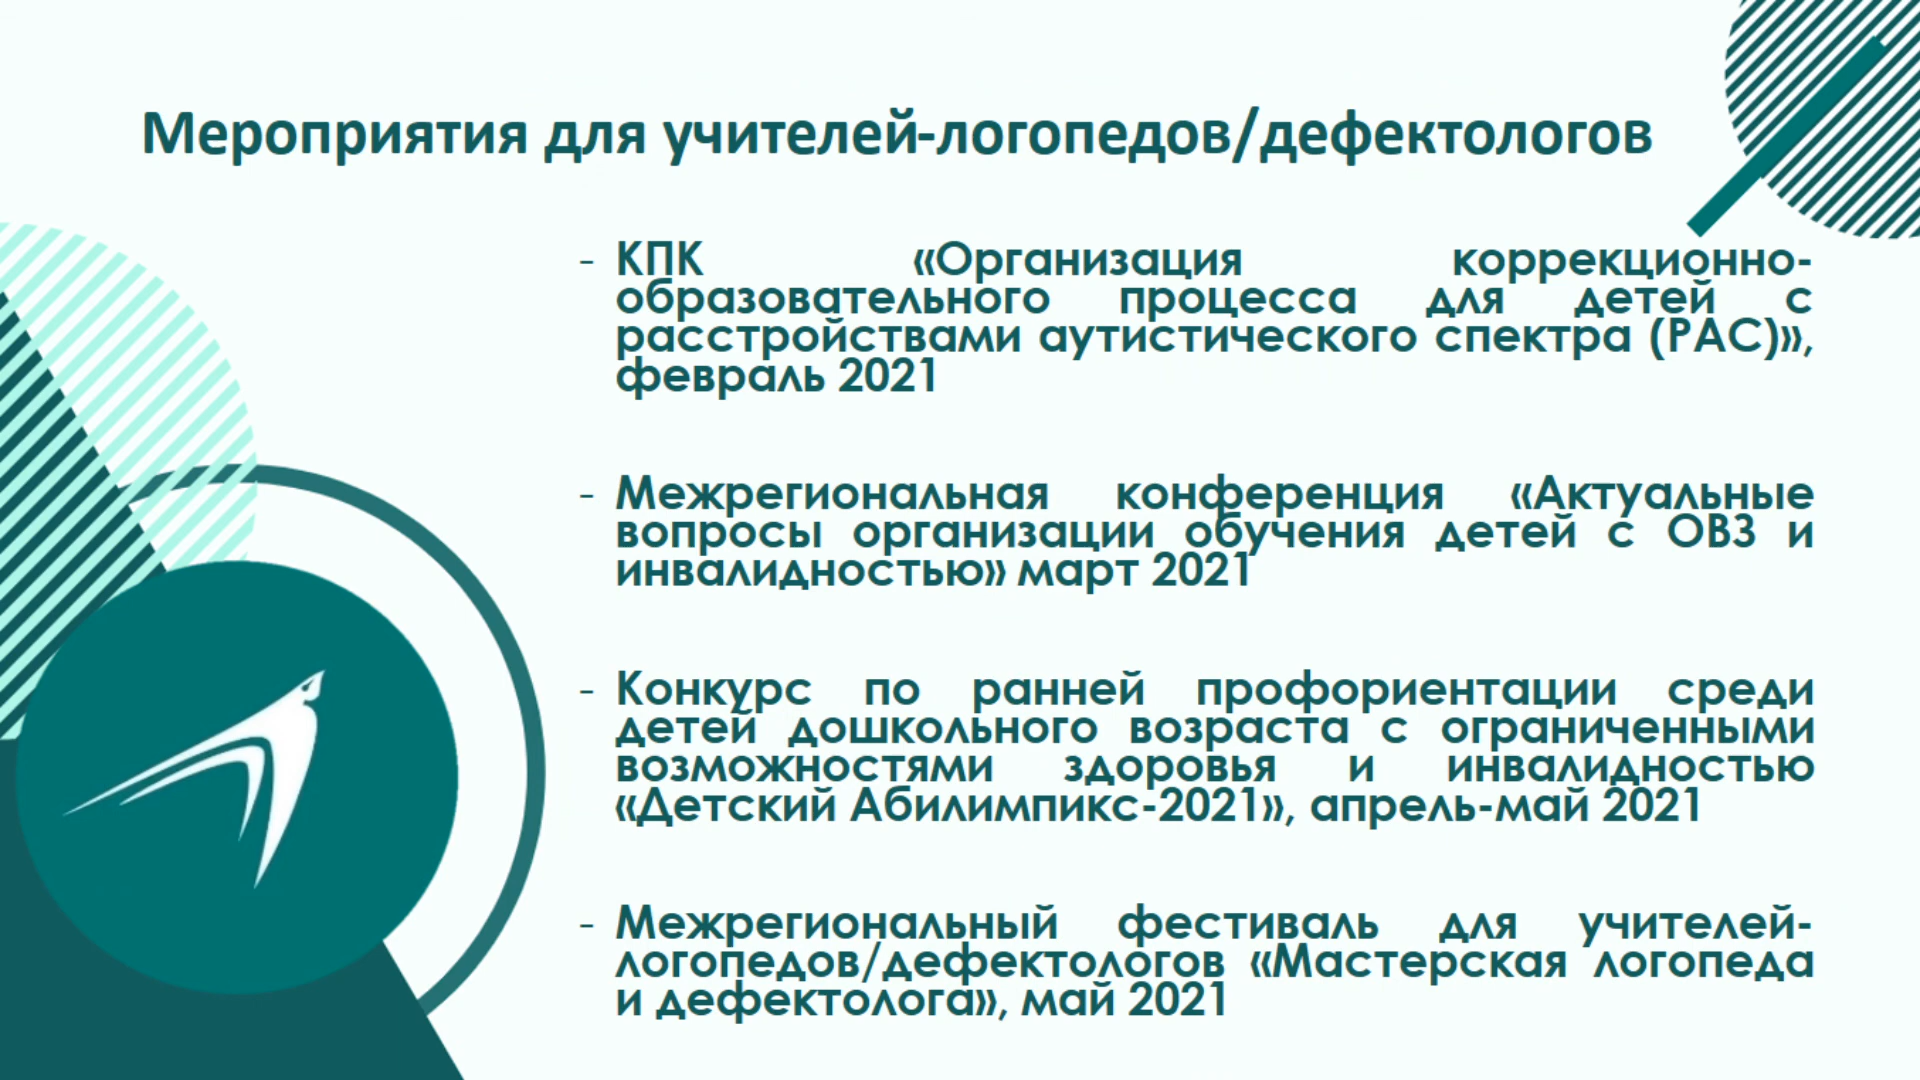 Мероприятия для учителей-логопедов/дефектологов
- КПК «Организация коррекционно-
образовательного процесса для детей с
расстройствами аутистического спектра (РАС)»,
февраль 2021
- Межрегиональная конференция «Актуальные
вопросы организации обучения детей с ОВЗ и
инвалидностью» март 2021
- Конкурс по ранней профориентации среди
детей дошкольного возраста с ограниченными
возможностями здоровья и инвалидностью
«Детский Абилимпикс-2021», апрель-май 2021
- Межрегиональный фестиваль для учителей-
логопедов/дефектологов «Мастерская логопеда
и дефектолога», май 2021